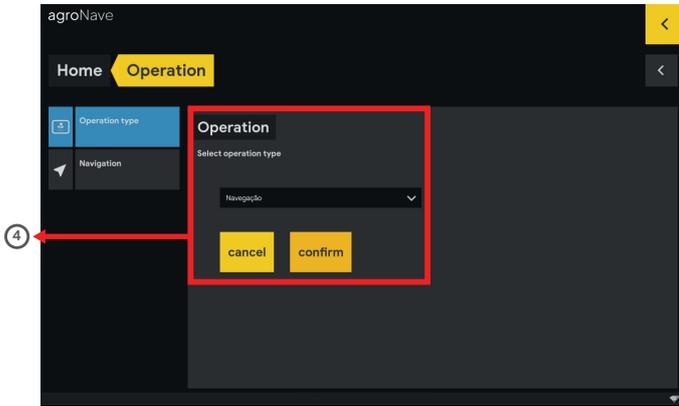 agroNave
Home Operation
Operation type
Navigation
Operation
Select operation type
Navegação
cancel confirm
4